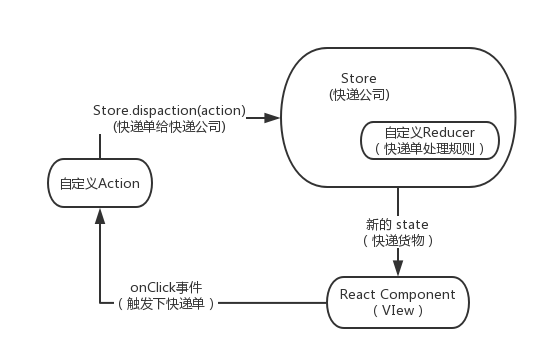 Store
(快递公司)
Store.dispaction(action)
(快递单给快递公司)
自定义Reducer
（快递单处理规则）
自定义Action
新的 state
（快递货物）
onClick事件
（触发下快递单）
React Component
（VIew）